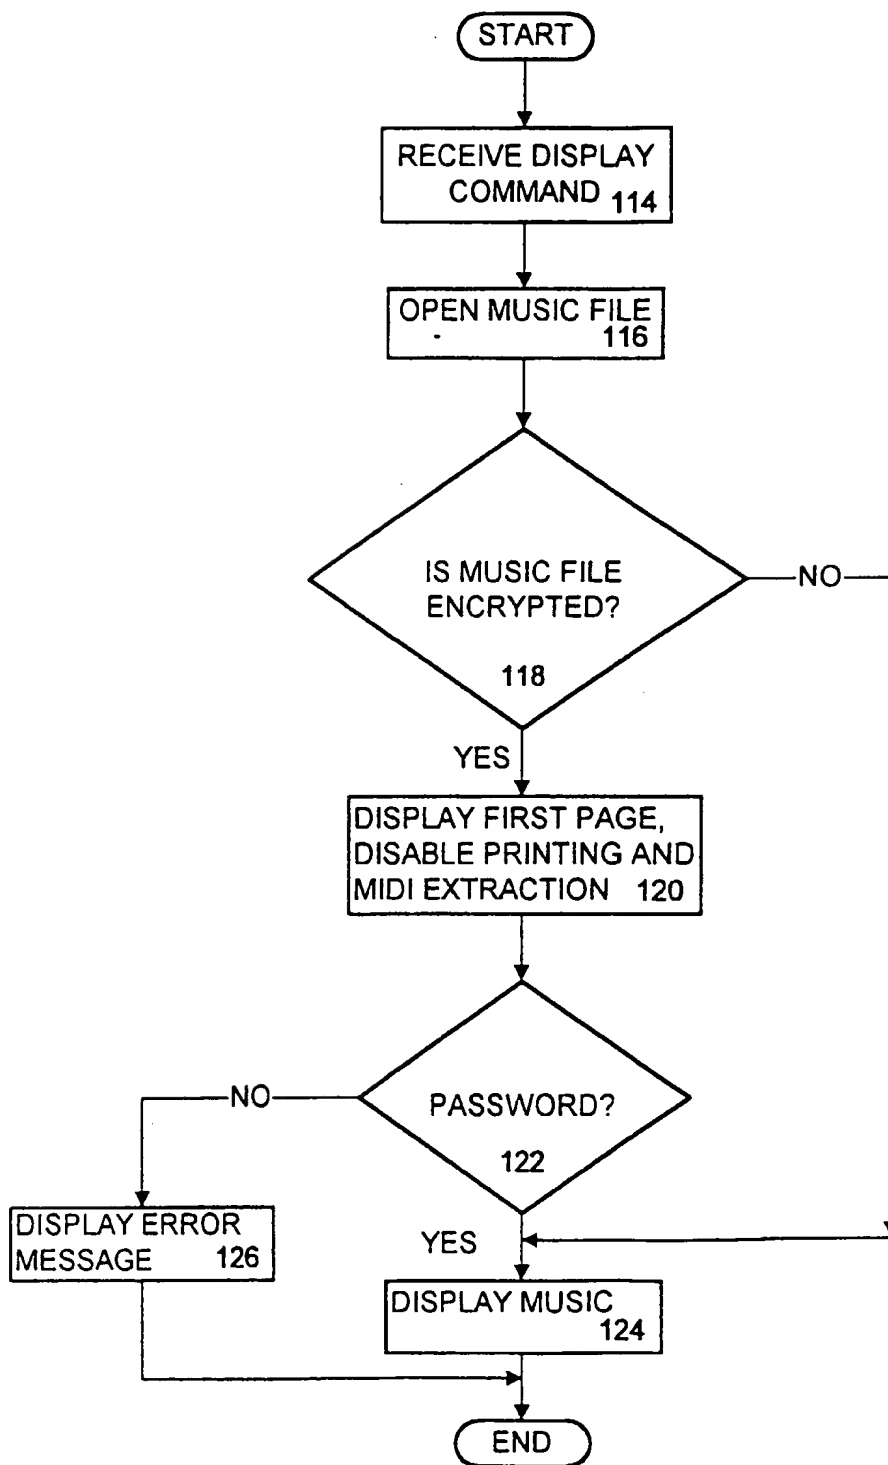 START
RECEIVE DISPLAY
COMMAND 114
OPEN MUSIC FILE
116
IS MUSIC FILE
ENCRYPTED?
118
NO
YES
DISPLAY FIRST PAGE,
DISABLE PRINTING AND
MIDI EXTRACTION 120
PASSWORD?
122
NO
YES
DISPLAY ERROR
MESSAGE 126
DISPLAY MUSIC
124
END